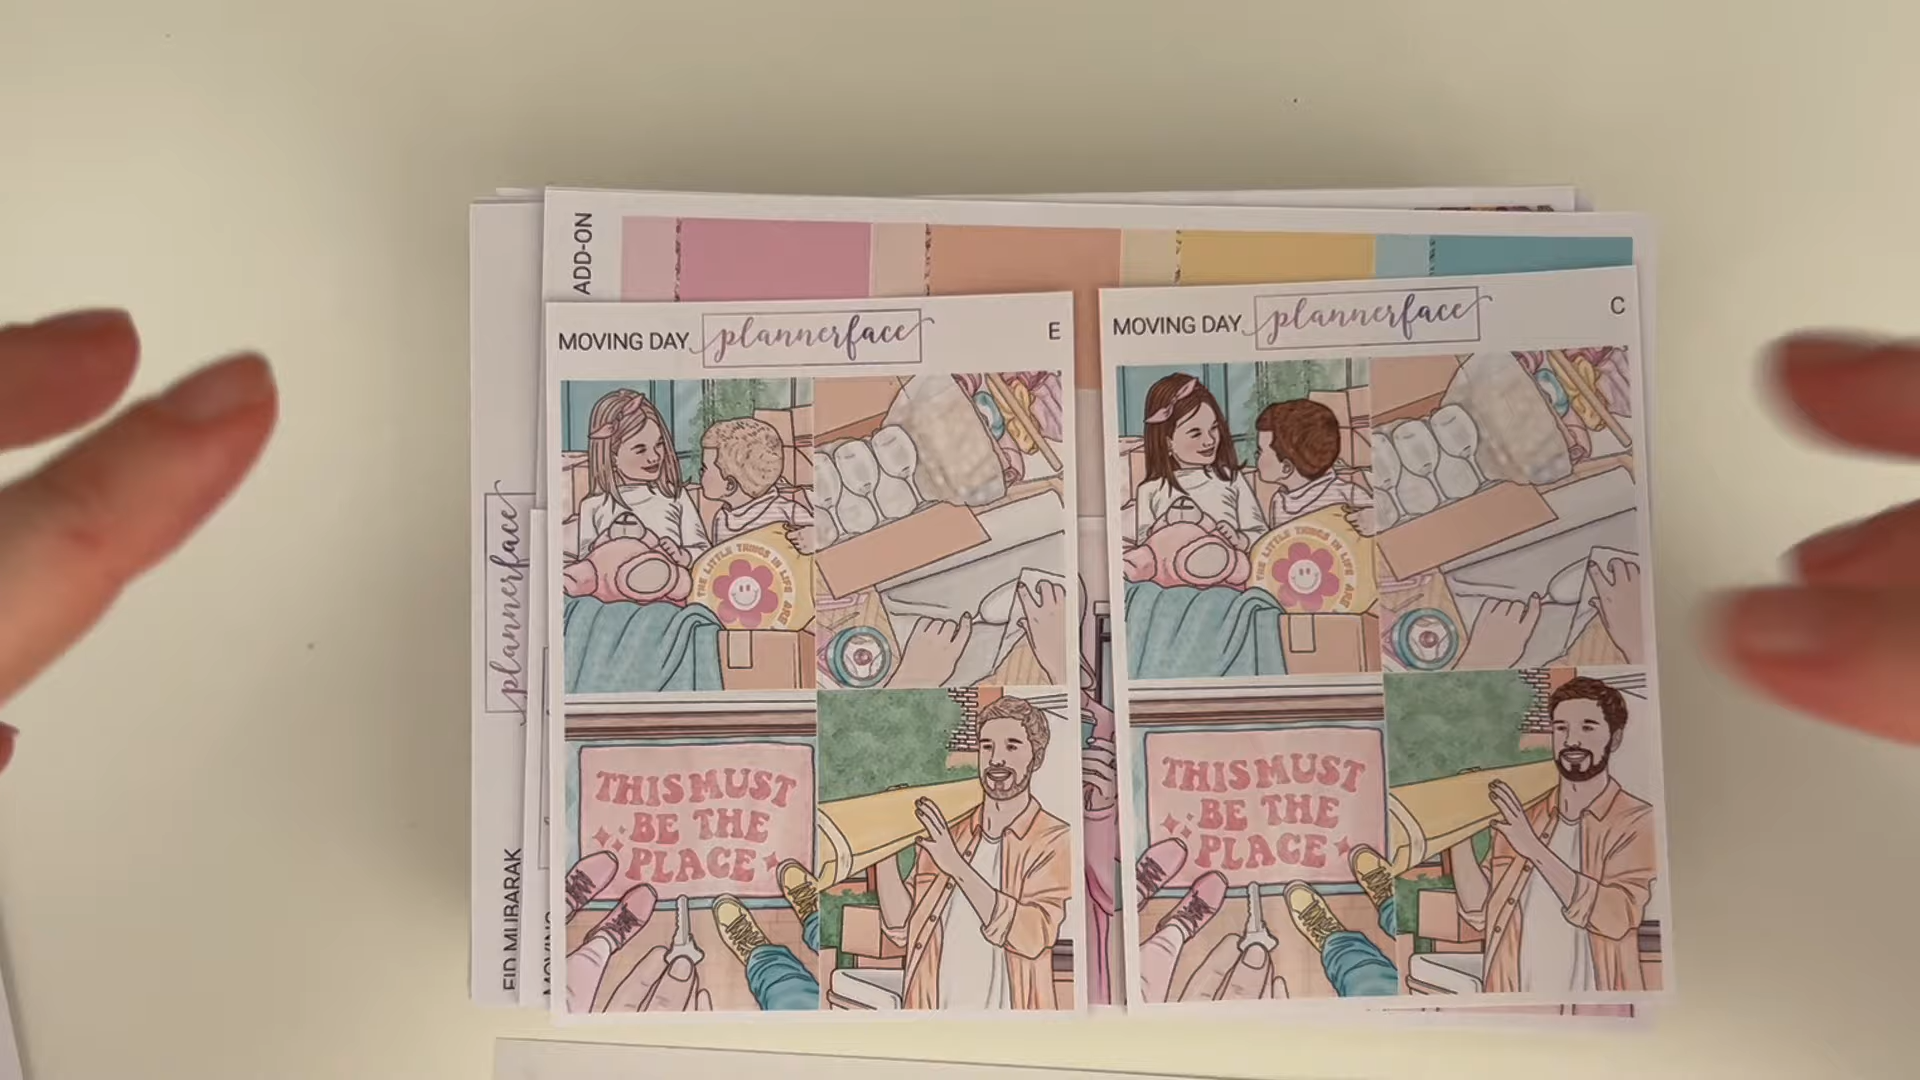 ADD-ON
MOVING DAY plannerface E
THE LITTLE THINGS IN LIFE ARE
THIS MUST
BE THE
PLACE
MOVING DAY plannerface C
THE LITTLE THINGS IN LIFE ARE
THIS MUST
BE THE
PLACE
plannerface
EID MUBARAK
MOVING